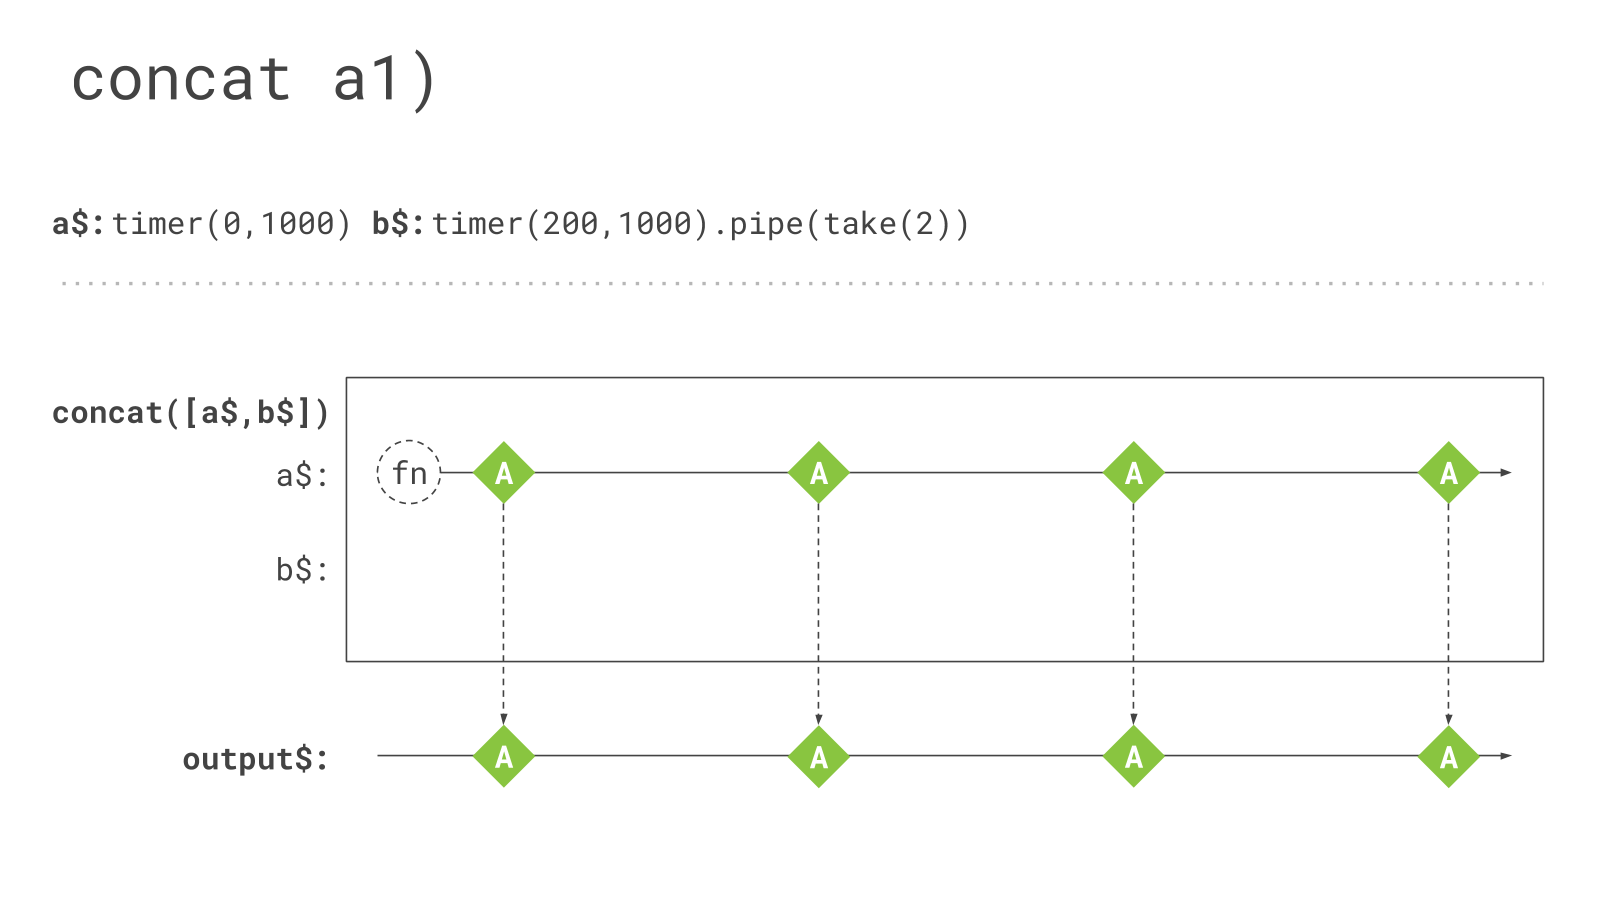 concat a1)
a$:timer(0,1000) b$:timer(200,1000).pipe(take(2))
concat([a$,b$])
a$: fn A A A A
b$:
output$: A A A A